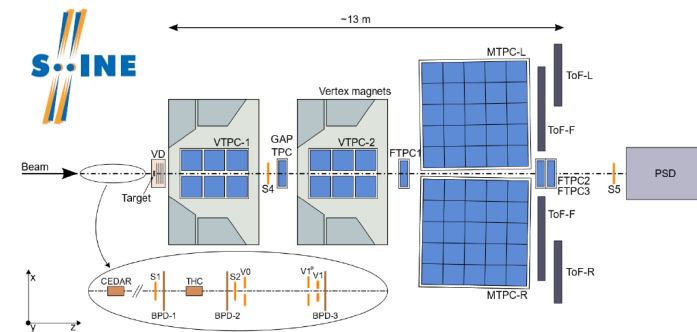 ~13 m
S••INE
MTPC-L
ToF-L
Vertex magnets
VTPC-1
GAP
TPC
VTPC-2
FTPC1
ToF-F
VD
Beam
Target
S4
FTPC2
FTPC3
S5
PSD
ToF-F
ToF-R
MTPC-R
CEDAR
S1
THC
S2
V0
V1ᵖ
V1
BPD-1
BPD-2
BPD-3
x
y
z